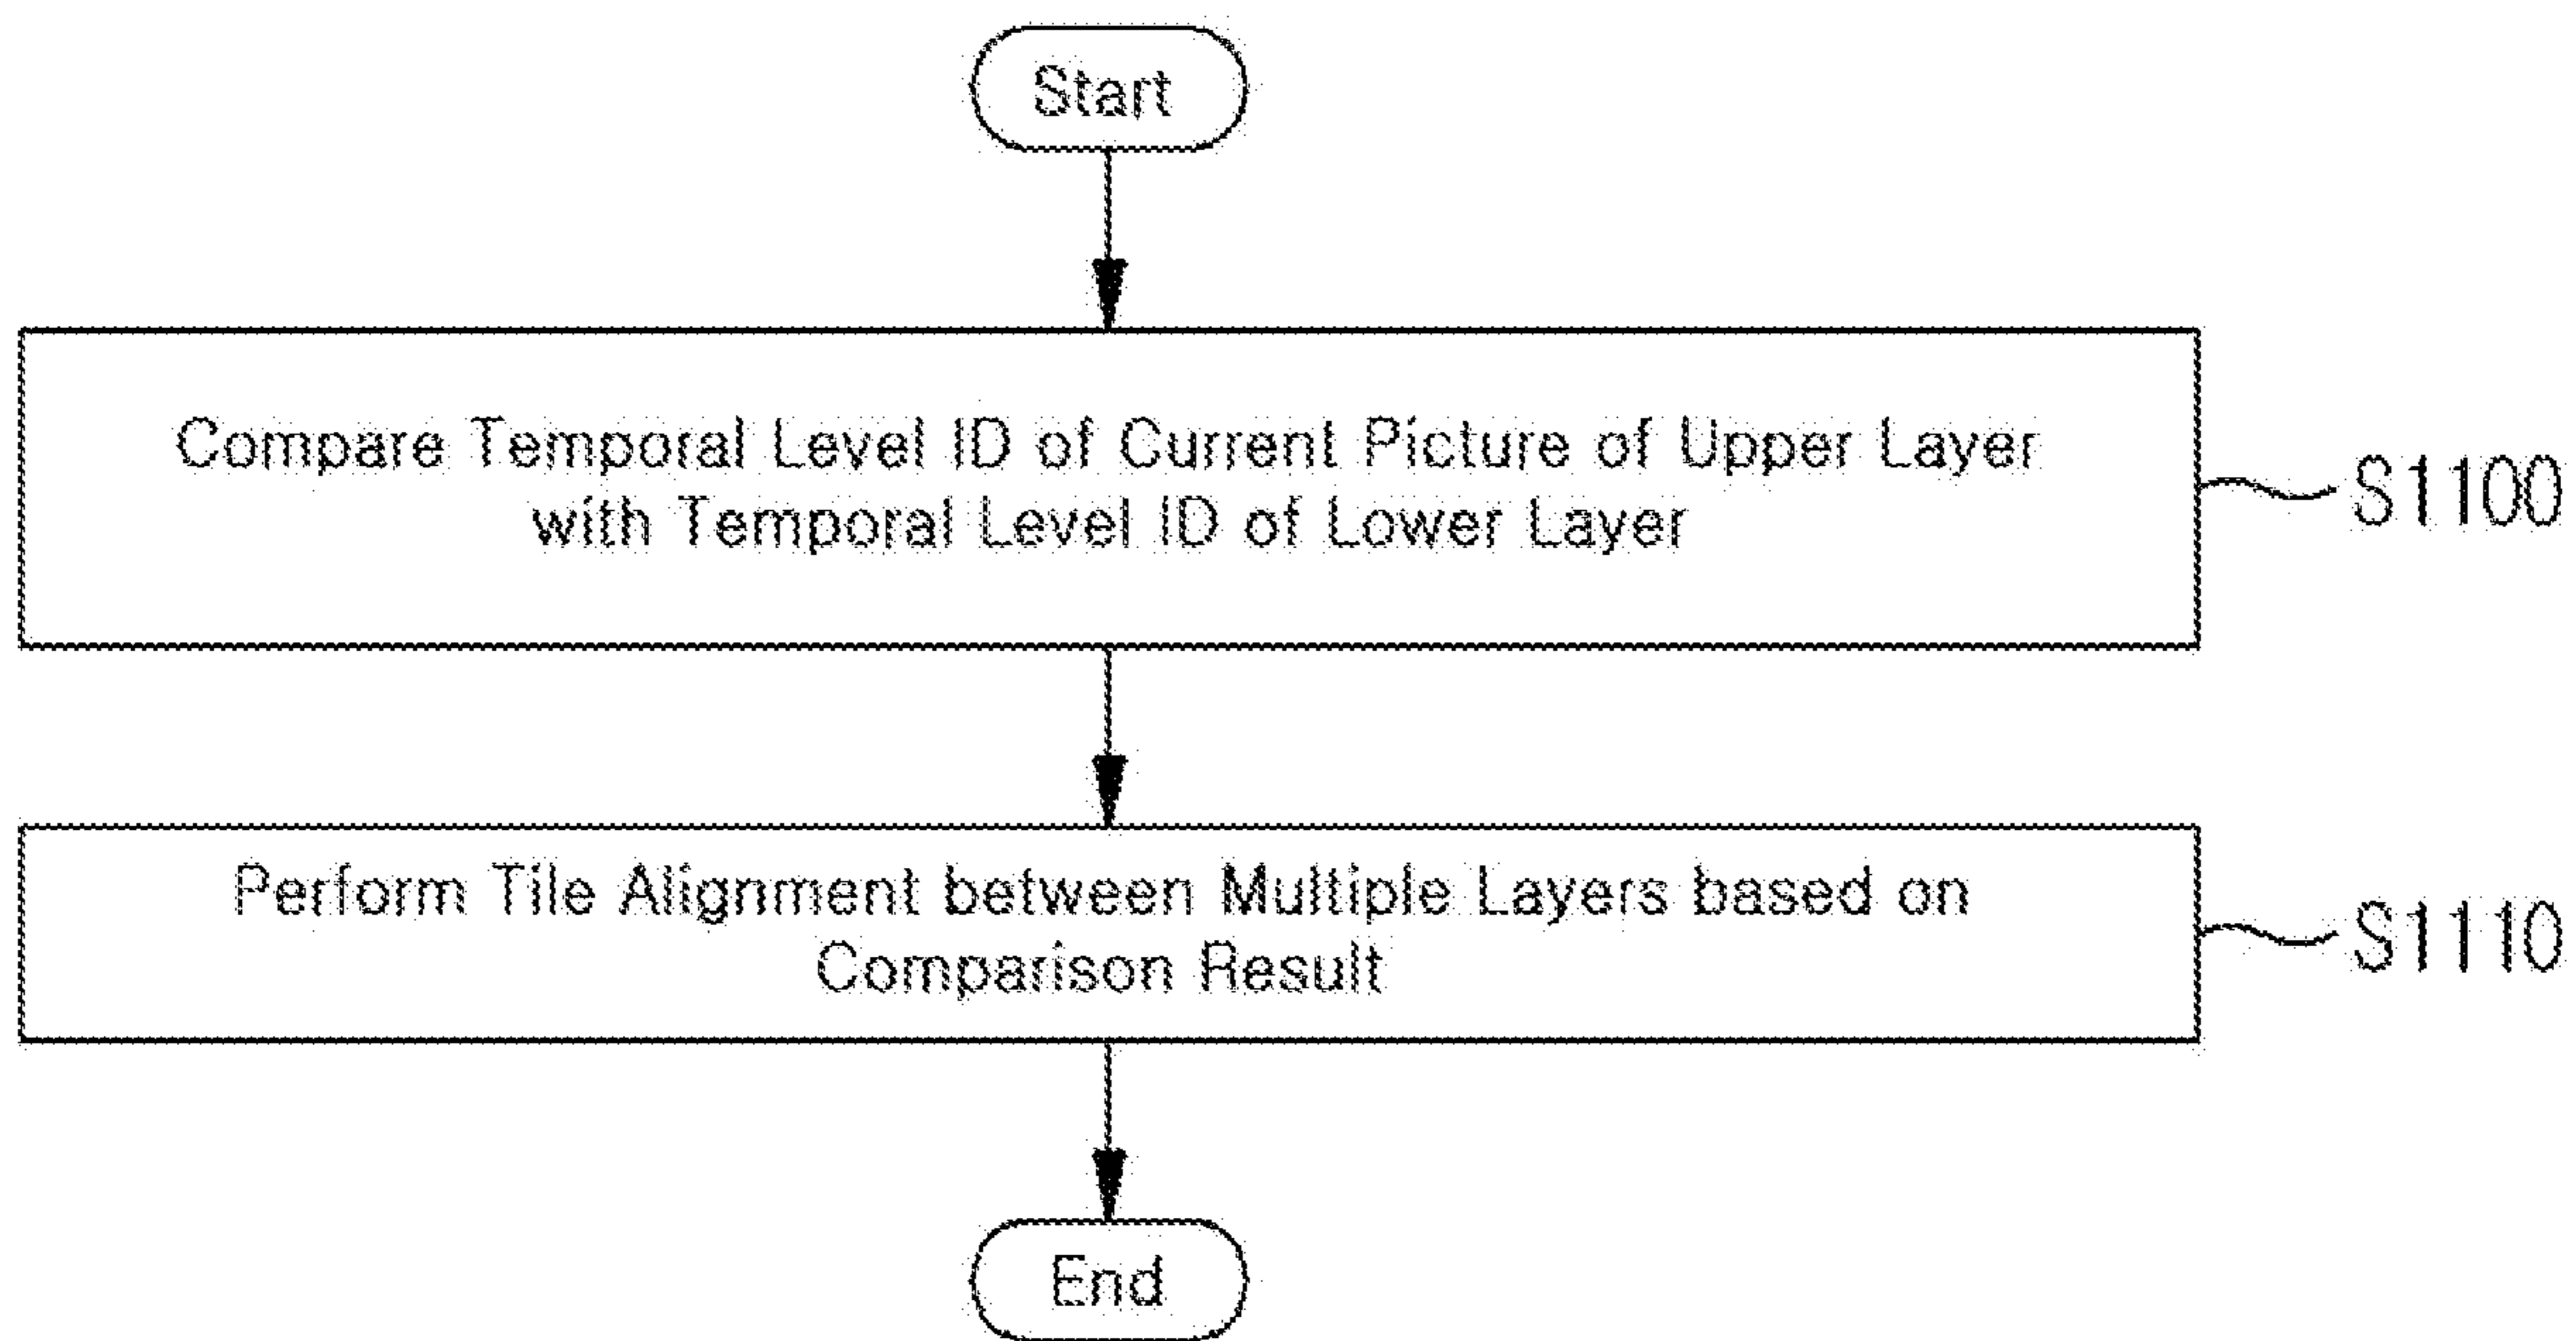 Start
Compare Temporal Level ID of Current Picture of Upper Layer
with Temporal Level ID of Lower Layer
S1100
Perform Tile Alignment between Multiple Layers based on
Comparison Result
S1110
End